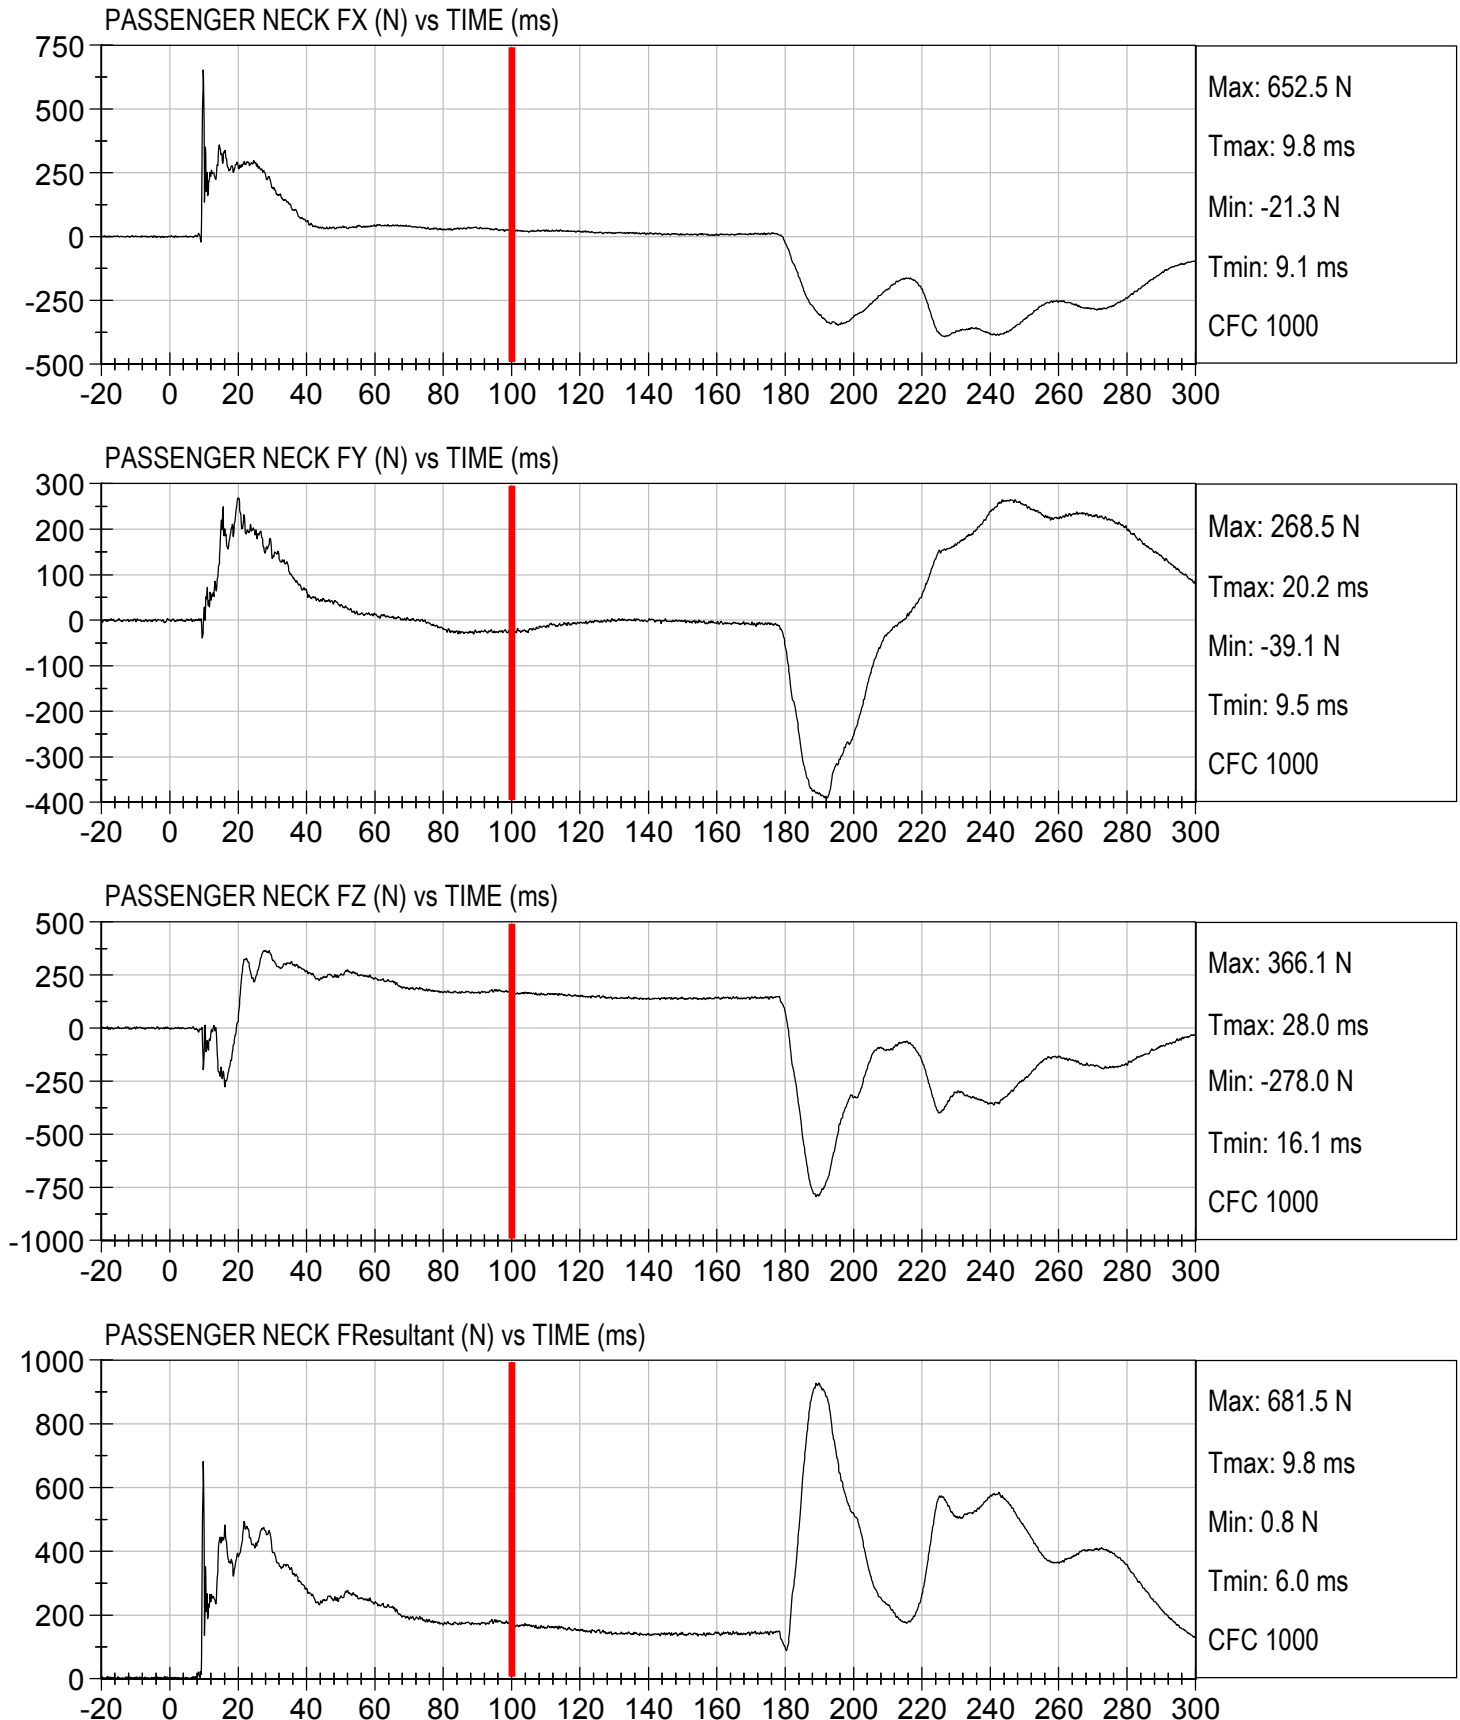 PASSENGER NECK FX (N) vs TIME (ms)
750
500
250
0
-250
-500
-20 0 20 40 60 80 100 120 140 160 180 200 220 240 260 280 300
Max: 652.5 N
Tmax: 9.8 ms
Min: -21.3 N
Tmin: 9.1 ms
CFC 1000
PASSENGER NECK FY (N) vs TIME (ms)
300
200
100
0
-100
-200
-300
-400
-20 0 20 40 60 80 100 120 140 160 180 200 220 240 260 280 300
Max: 268.5 N
Tmax: 20.2 ms
Min: -39.1 N
Tmin: 9.5 ms
CFC 1000
PASSENGER NECK FZ (N) vs TIME (ms)
500
250
0
-250
-500
-750
-1000
-20 0 20 40 60 80 100 120 140 160 180 200 220 240 260 280 300
Max: 366.1 N
Tmax: 28.0 ms
Min: -278.0 N
Tmin: 16.1 ms
CFC 1000
PASSENGER NECK FResultant (N) vs TIME (ms)
1000
800
600
400
200
0
-20 0 20 40 60 80 100 120 140 160 180 200 220 240 260 280 300
Max: 681.5 N
Tmax: 9.8 ms
Min: 0.8 N
Tmin: 6.0 ms
CFC 1000